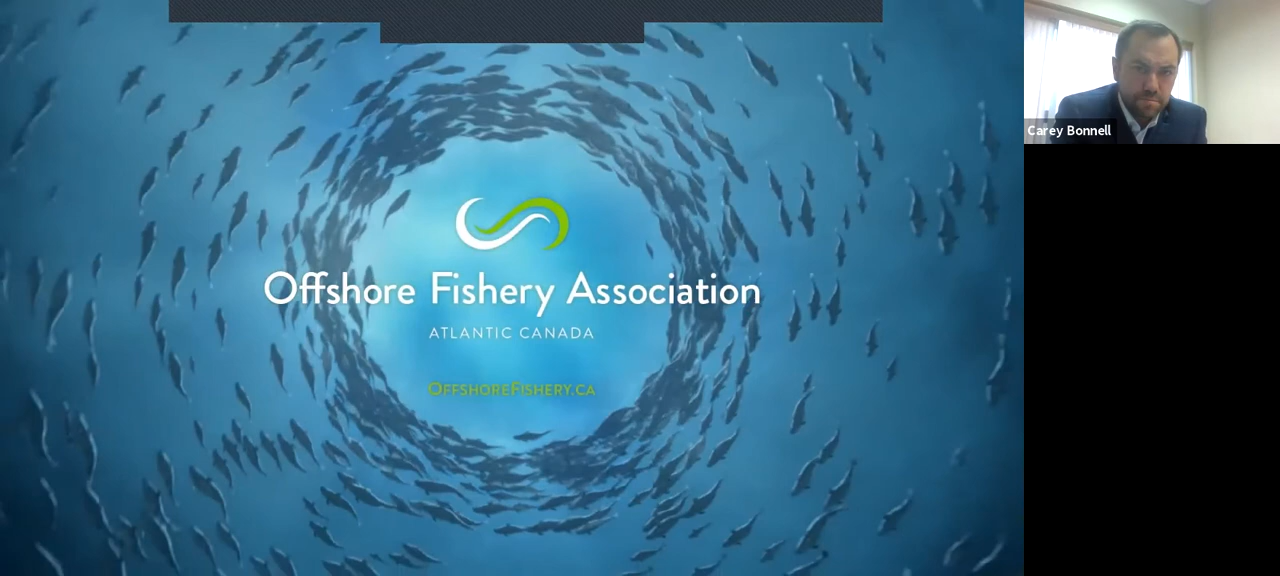 Carey Bonnell
Offshore Fishery Association
ATLANTIC CANADA
OFFSHOREFISHERY.CA